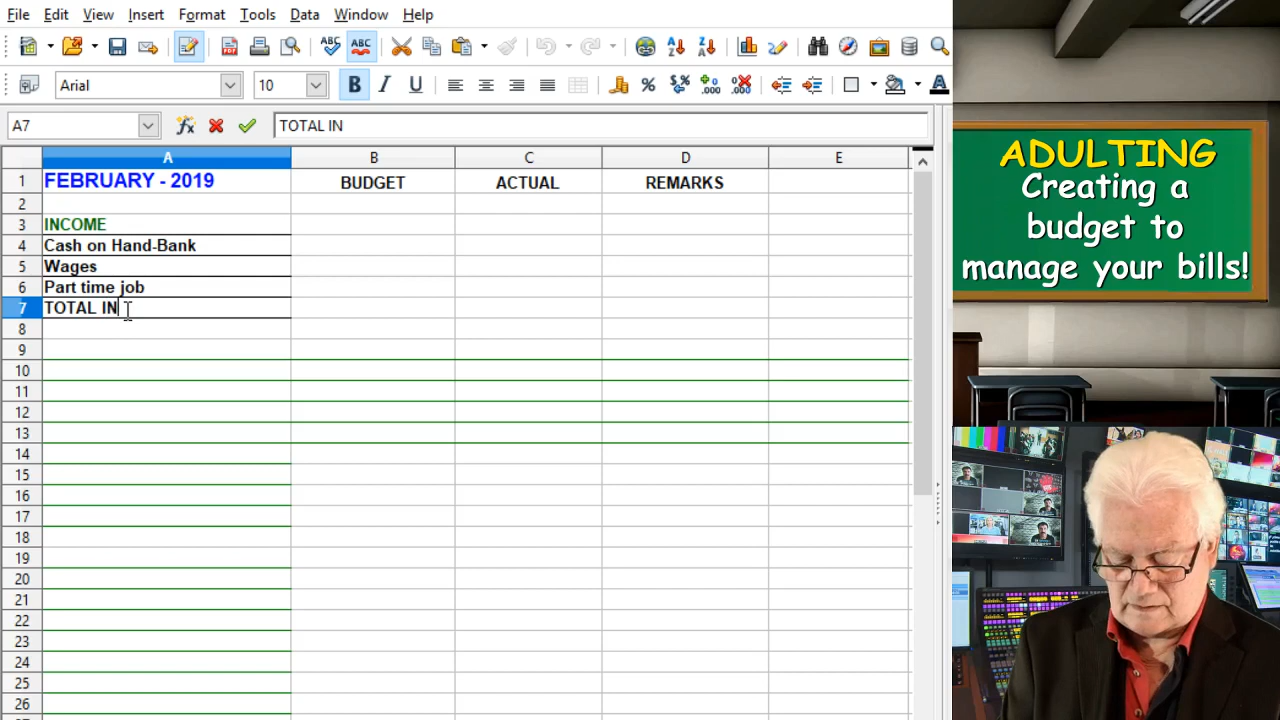 File Edit View Insert Format Tools Data Window Help
Arial 10
A7 TOTAL IN
A B C D E
1 FEBRUARY - 2019 BUDGET ACTUAL REMARKS
2
3 INCOME
4 Cash on Hand-Bank
5 Wages
6 Part time job
7 TOTAL IN
8
9
10
11
12
13
14
15
16
17
18
19
20
21
22
23
24
25
26
ADULTING
Creating a
budget to
manage your bills!